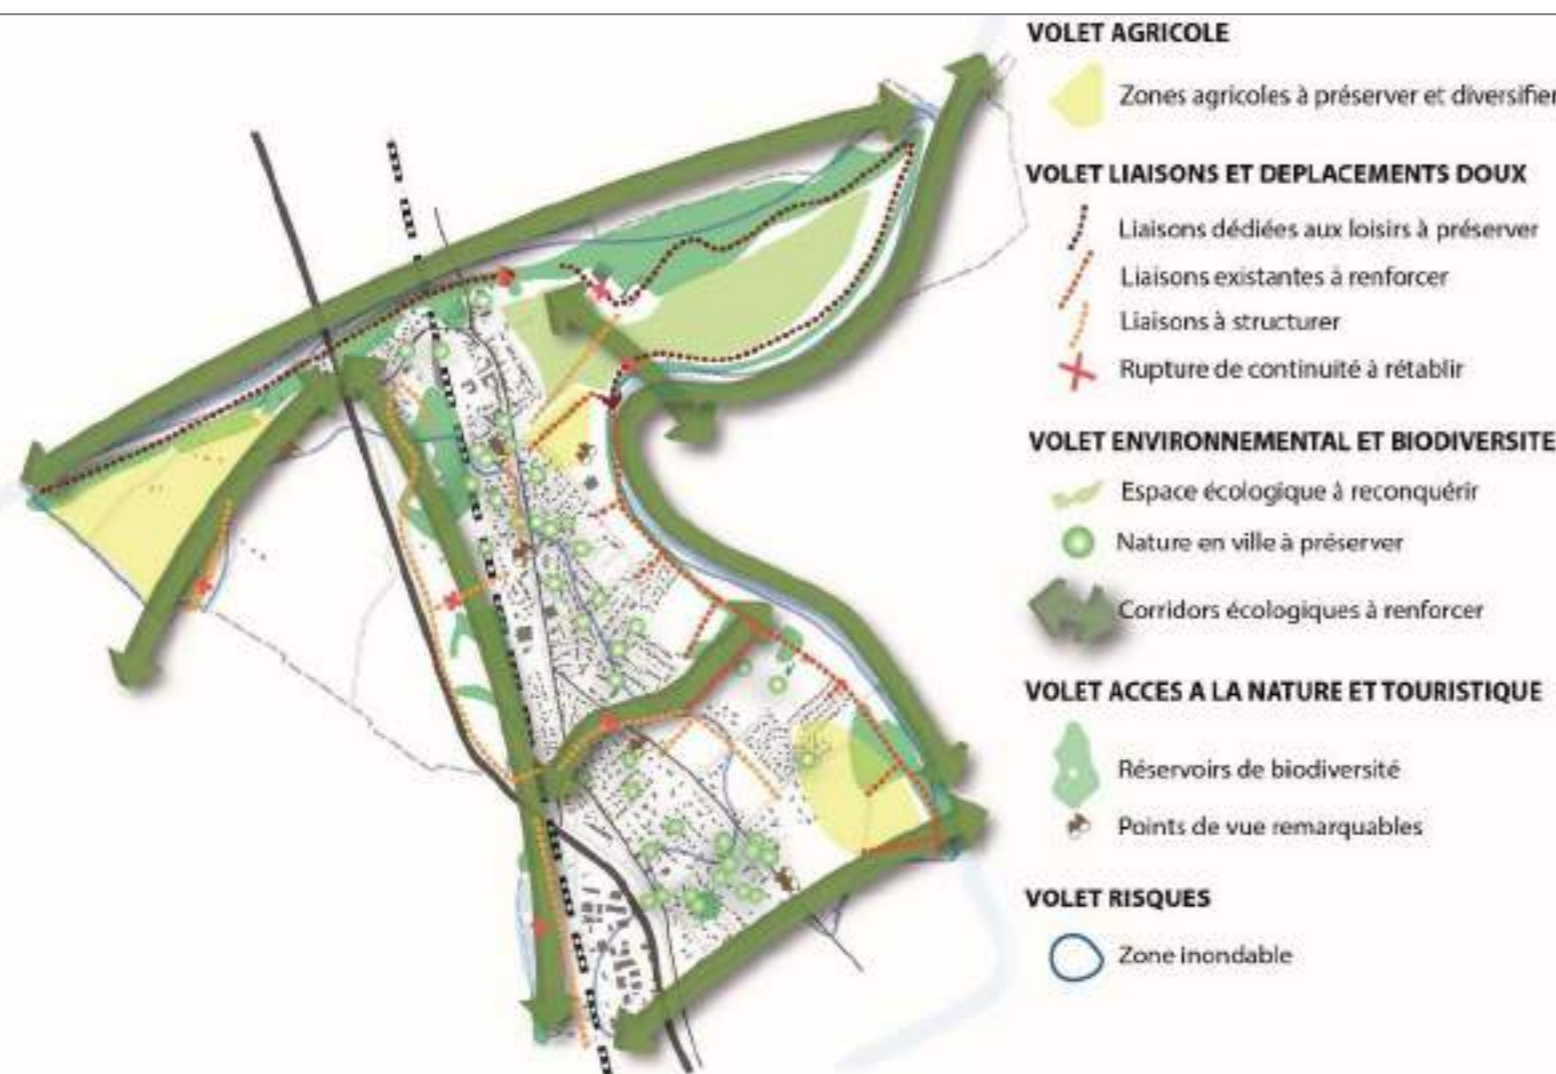 VOLET AGRICOLE
Zones agricoles à préserver et diversifier
VOLET LIAISONS ET DEPLACEMENTS DOUX
Liaisons dédiées aux loisirs à préserver
Liaisons existantes à renforcer
Liaisons à structurer
Rupture de continuité à rétablir
VOLET ENVIRONNEMENTAL ET BIODIVERSITE
Espace écologique à reconquérir
Nature en ville à préserver
Corridors écologiques à renforcer
VOLET ACCES A LA NATURE ET TOURISTIQUE
Réservoirs de biodiversité
Points de vue remarquables
VOLET RISQUES
Zone inondable